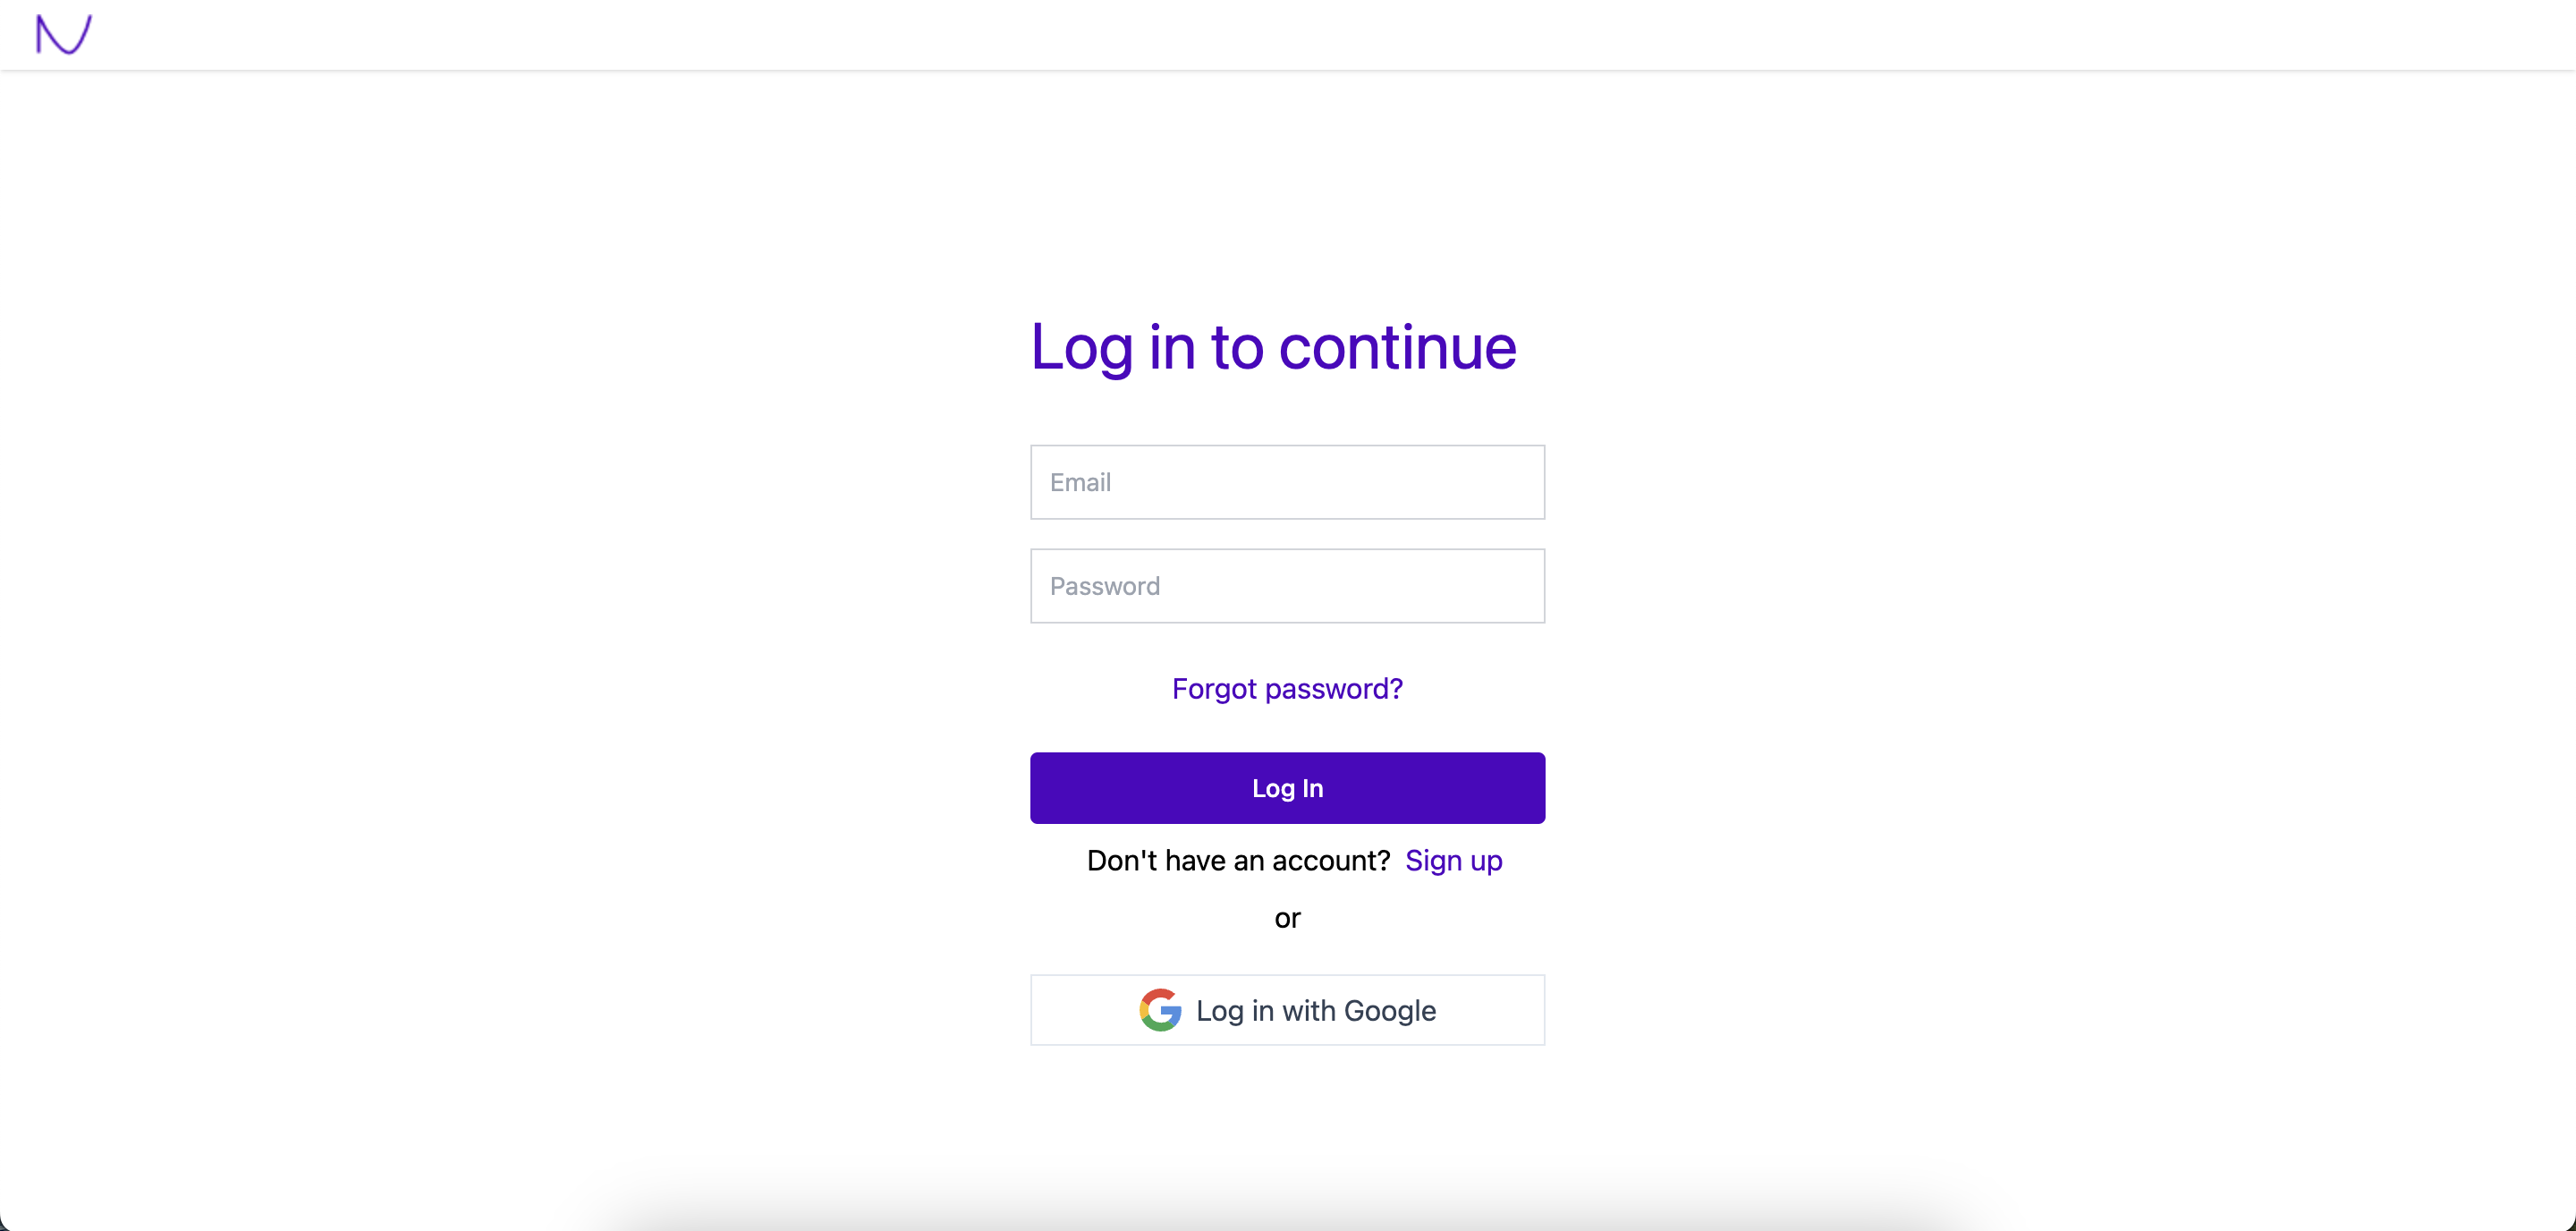 Log in to continue
Email
Password
Forgot password?
Log In
Don't have an account? Sign up
or
Log in with Google